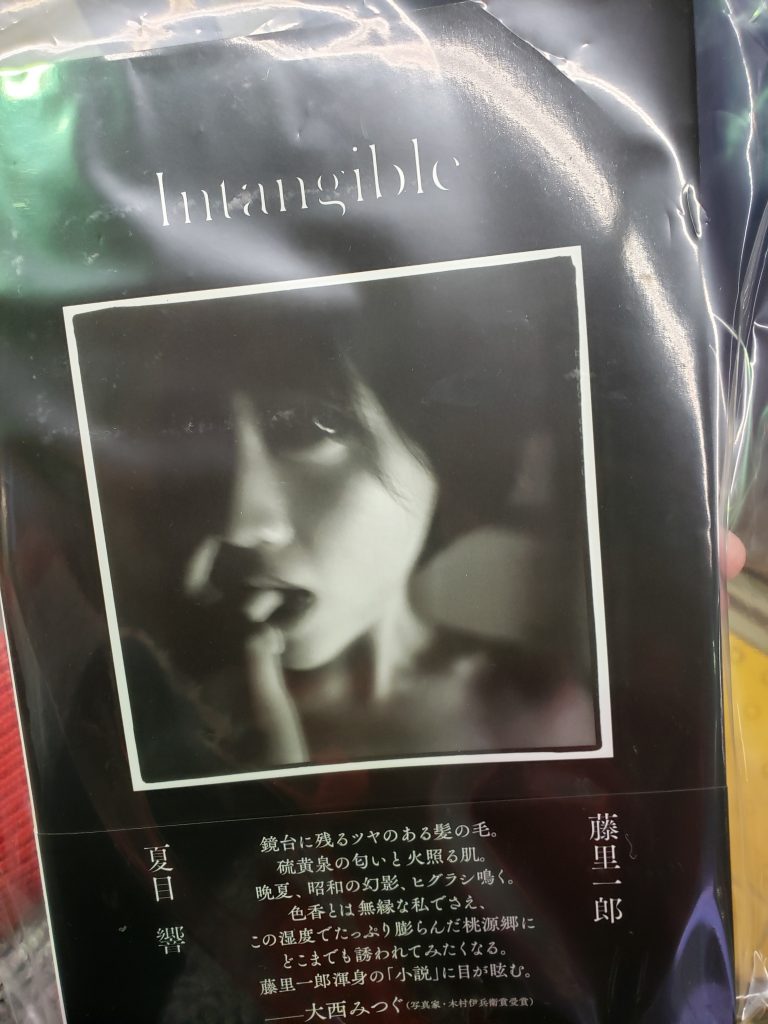 Intangible
藤里一郎
鏡台に残るツヤのある髪の毛。
硫黄泉の匂いと火照る肌。
晩夏、昭和の幻影、ヒグラシ鳴く。
色香とは無縁な私でさえ、
この湿度でたっぷり膨らんだ桃源郷に
どこまでも誘われてみたくなる。
藤里一郎渾身の「小説」に目が眩む。
──大西みつぐ(写真家・木村伊兵衛賞受賞)
夏目 響